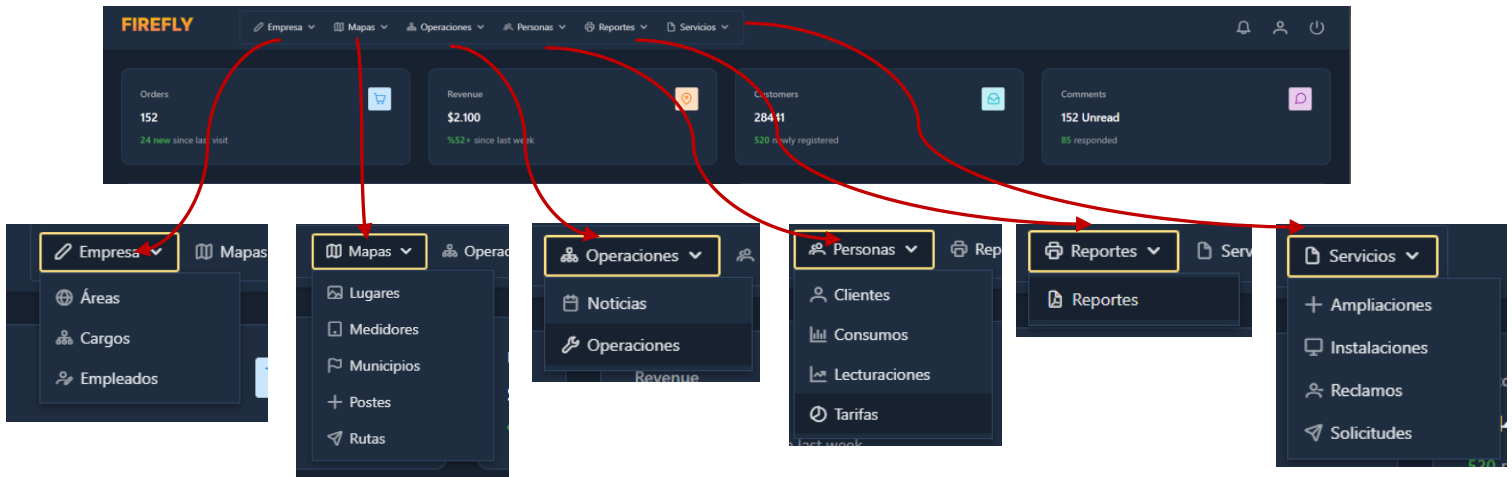 FIREFLY Empresa Mapas Operaciones Personas Reportes Servicios
Orders
152
24 new since last visit
Revenue
$2.100
%52+ since last week
Customers
28441
520 newly registered
Comments
152 Unread
85 responded
Empresa Mapas
Áreas
Cargos
Empleados
Mapas
Lugares
Medidores
Municipios
Postes
Rutas
Operaciones
Noticias
Operaciones
Revenue
Personas
Clientes
Consumos
Lecturaciones
Tarifas
last week
Reportes
Reportes
Servicios
Ampliaciones
Instalaciones
Reclamos
Solicitudes
520